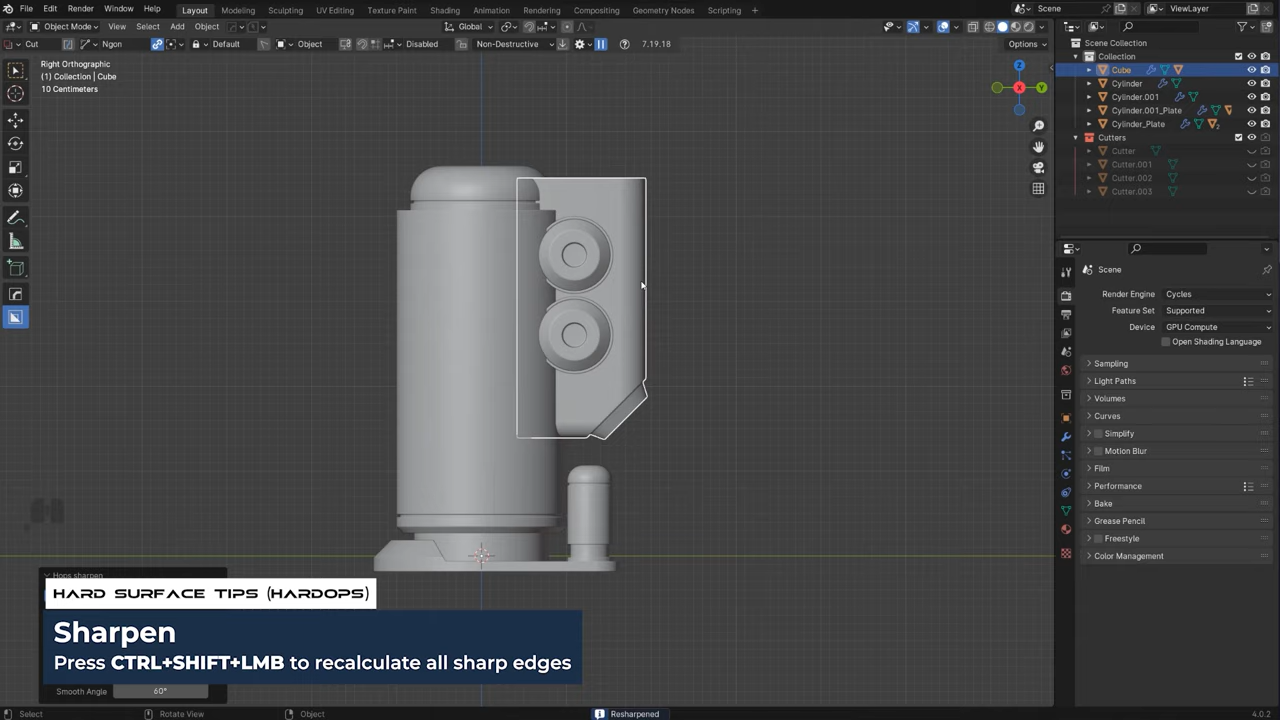 File Edit Render Window Help Layout Modeling Sculpting UV Editing Texture Paint Shading Animation Rendering Compositing Geometry Nodes Scripting + Scene ViewLayer
Object Mode View Select Add Object Global
Cut Ngon Default Object Disabled Non-Destructive 7.19.18 Options
Right Orthographic
(1) Collection | Cube
10 Centimeters
Z
X
Y
Scene Collection
Collection
Cube
Cylinder
Cylinder.001
Cylinder.001_Plate
Cylinder_Plate
2
Cutters
Cutter
Cutter.001
Cutter.002
Cutter.003
Scene
Render Engine Cycles
Feature Set Supported
Device GPU Compute
Open Shading Language
Sampling
Light Paths
Volumes
Curves
Simplify
Motion Blur
Film
Performance
Bake
Grease Pencil
Freestyle
Color Management
Hops sharpen
HARD SURFACE TIPS (HARDOPS)
Sharpen
Press CTRL+SHIFT+LMB to recalculate all sharp edges
Smooth Angle 60°
Select Rotate View Object Resharpened 4.0.2